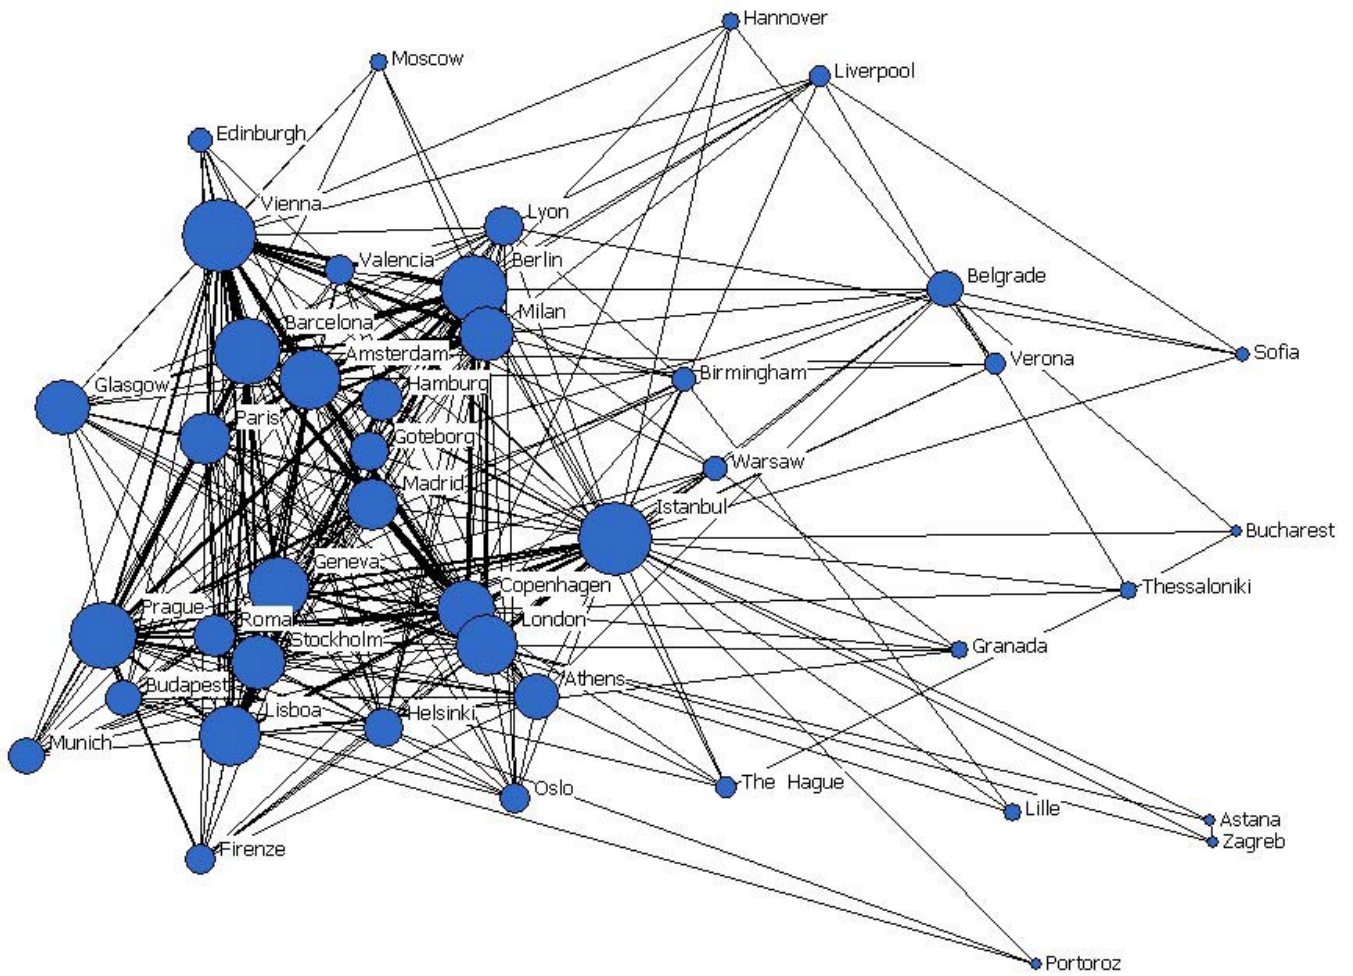 Hannover
Moscow
Liverpool
Edinburgh
Vienna
Lyon
Valencia
Berlin
Belgrade
Milan
Barcelona
Amsterdam
Sofia
Verona
Birmingham
Glasgow
Hamburg
Paris
Goteborg
Warsaw
Madrid
Istanbul
Bucharest
Geneva
Copenhagen
Thessaloniki
Prague
Roma
London
Stockholm
Granada
Athens
Budapest
Lisboa
Helsinki
Munich
The Hague
Oslo
Lille
Astana
Zagreb
Firenze
Portoroz